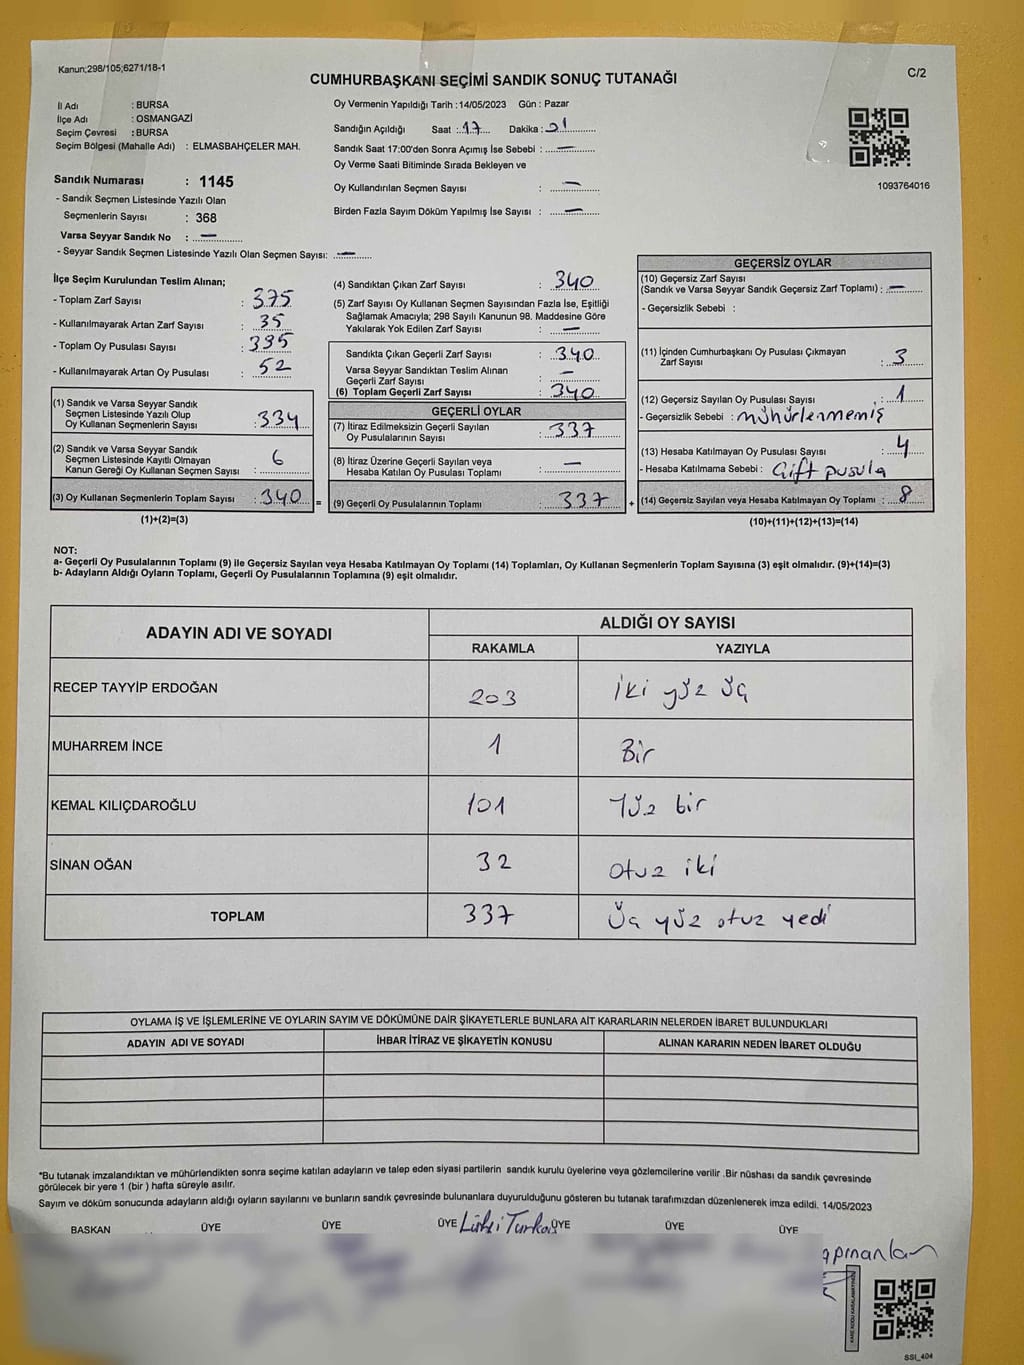 Kanun;298/105;6271/18-1
CUMHURBAŞKANI SEÇİMİ SANDIK SONUÇ TUTANAĞI
C/2
İl Adı : BURSA
İlçe Adı : OSMANGAZİ
Seçim Çevresi : BURSA
Seçim Bölgesi (Mahalle Adı) : ELMASBAHÇELER MAH.
Oy Vermenin Yapıldığı Tarih :14/05/2023 Gün : Pazar
Sandığın Açıldığı Saat :.17.... Dakika :
Sandık Saat 17:00'den Sonra Açımış İse Sebebi : —
Oy Verme Saati Bitiminde Sırada Bekleyen ve
Oy Kullandırılan Seçmen Sayısı : —
Birden Fazla Sayım Döküm Yapılmış İse Sayısı : —
1093764016
Sandık Numarası : 1145
- Sandık Seçmen Listesinde Yazılı Olan
Seçmenlerin Sayısı : 368
Varsa Seyyar Sandık No : —
- Seyyar Sandık Seçmen Listesinde Yazılı Olan Seçmen Sayısı: —
İlçe Seçim Kurulundan Teslim Alınan;
- Toplam Zarf Sayısı : 375
- Kullanılmayarak Artan Zarf Sayısı : 35
- Toplam Oy Pusulası Sayısı : 395
- Kullanılmayarak Artan Oy Pusulası : 52
(1) Sandık ve Varsa Seyyar Sandık
Seçmen Listesinde Yazılı Olup
Oy Kullanan Seçmenlerin Sayısı : 334
(2) Sandık ve Varsa Seyyar Sandık
Seçmen Listesinde Kayıtlı Olmayan
Kanun Gereği Oy Kullanan Seçmen Sayısı : 6
(3) Oy Kullanan Seçmenlerin Toplam Sayısı : 340 =
(1)+(2)=(3)
(4) Sandıktan Çıkan Zarf Sayısı : 340
(5) Zarf Sayısı Oy Kullanan Seçmen Sayısından Fazla İse, Eşitliği
Sağlamak Amacıyla; 298 Sayılı Kanunun 98. Maddesine Göre
Yakılarak Yok Edilen Zarf Sayısı : —
Sandıkta Çıkan Geçerli Zarf Sayısı : 340
Varsa Seyyar Sandıktan Teslim Alınan
Geçerli Zarf Sayısı : —
(6) Toplam Geçerli Zarf Sayısı : 340
GEÇERLİ OYLAR
(7) İtiraz Edilmeksizin Geçerli Sayılan
Oy Pusulalarının Sayısı : 337
(8) İtiraz Üzerine Geçerli Sayılan veya
Hesaba Katılan Oy Pusulası Toplamı : —
(9) Geçerli Oy Pusulalarının Toplamı : 337 +
GEÇERSİZ OYLAR
(10) Geçersiz Zarf Sayısı
(Sandık ve Varsa Seyyar Sandık Geçersiz Zarf Toplamı) : —
- Geçersizlik Sebebi :
(11) İçinden Cumhurbaşkanı Oy Pusulası Çıkmayan
Zarf Sayısı : 3
(12) Geçersiz Sayılan Oy Pusulası Sayısı : 1
- Geçersizlik Sebebi : mühürlenmemiş
(13) Hesaba Katılmayan Oy Pusulası Sayısı : 4
- Hesaba Katılmama Sebebi : Çift pusula
(14) Geçersiz Sayılan veya Hesaba Katılmayan Oy Toplamı : 8
(10)+(11)+(12)+(13)=(14)
NOT:
a- Geçerli Oy Pusulalarının Toplamı (9) ile Geçersiz Sayılan veya Hesaba Katılmayan Oy Toplamı (14) Toplamları, Oy Kullanan Seçmenlerin Toplam Sayısına (3) eşit olmalıdır. (9)+(14)=(3)
b- Adayların Aldığı Oyların Toplamı, Geçerli Oy Pusulalarının Toplamına (9) eşit olmalıdır.
ADAYIN ADI VE SOYADI
ALDIĞI OY SAYISI
RAKAMLA YAZIYLA
RECEP TAYYİP ERDOĞAN 203 iki yüz üç
MUHARREM İNCE 1 Bir
KEMAL KILIÇDAROĞLU 101 Yüz bir
SİNAN OĞAN 32 otuz iki
TOPLAM 337 Üç yüz otuz yedi
OYLAMA İŞ VE İŞLEMLERİNE VE OYLARIN SAYIM VE DÖKÜMÜNE DAİR ŞİKAYETLERLE BUNLARA AİT KARARLARIN NELERDEN İBARET BULUNDUKLARI
ADAYIN ADI VE SOYADI İHBAR İTİRAZ VE ŞİKAYETİN KONUSU ALINAN KARARIN NEDEN İBARET OLDUĞU
*Bu tutanak imzalandıktan ve mühürlendikten sonra seçime katılan adayların ve talep eden siyasi partilerin sandık kurulu üyelerine veya gözlemcilerine verilir .Bir nüshası da sandık çevresinde
görülecek bir yere 1 (bir ) hafta süreyle asılır.
Sayım ve döküm sonucunda adayların aldığı oyların sayılarını ve bunların sandık çevresinde bulunanlara duyurulduğunu gösteren bu tutanak tarafımızdan düzenlenerek imza edildi. 14/05/2023
BAŞKAN ÜYE ÜYE ÜYE ÜYE ÜYE ÜYE
SSI_404